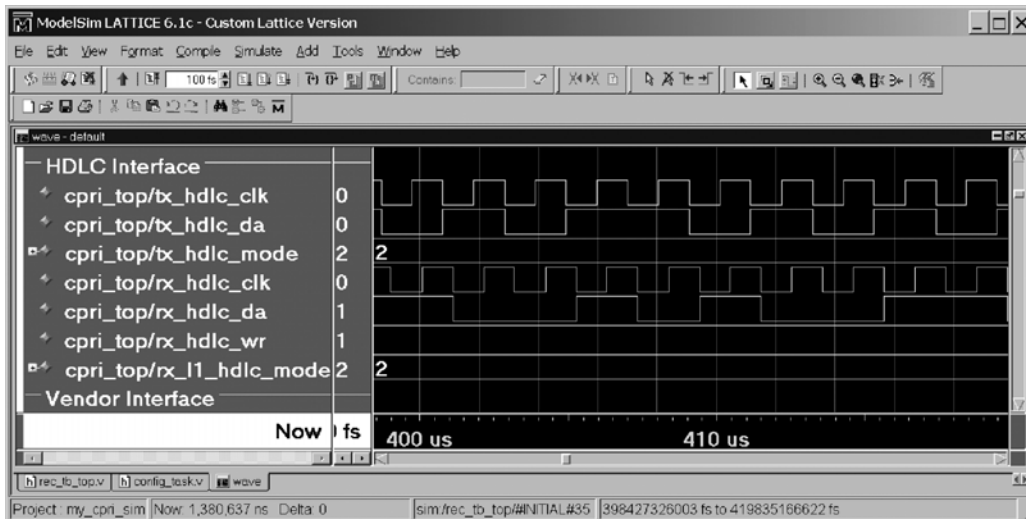 ModelSim LATTICE 6.1c - Custom Lattice Version
File Edit View Format Compile Simulate Add Tools Window Help
100 fs Contains:
wave - default
HDLC Interface
cpri_top/tx_hdlc_clk 0
cpri_top/tx_hdlc_da 0
cpri_top/tx_hdlc_mode 2 2
cpri_top/rx_hdlc_clk 0
cpri_top/rx_hdlc_da 1
cpri_top/rx_hdlc_wr 1
cpri_top/rx_l1_hdlc_mode 2 2
Vendor Interface
Now fs 400 us 410 us
rec_tb_top.v config_task.v wave
Project : my_cpri_sim Now: 1,380,637 ns Delta: 0 sim:/rec_tb_top/#INITIAL#35 398427326003 fs to 419835166622 fs